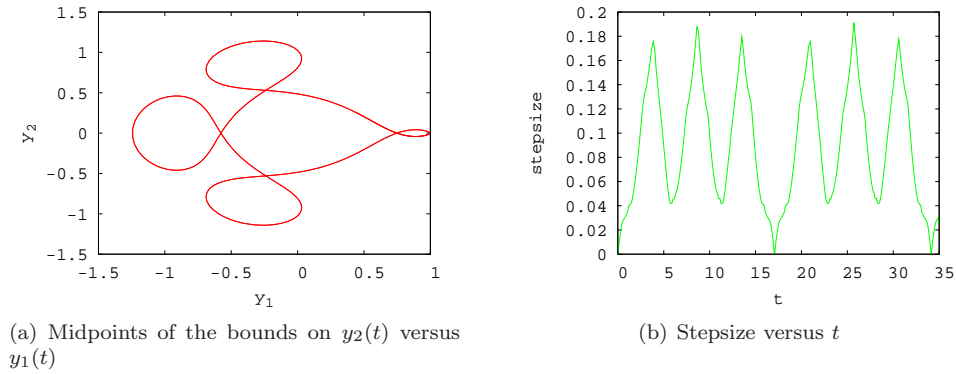 1.5
1
0.5
0
-0.5
-1
-1.5
y2
-1.5 -1 -0.5 0 0.5 1
y1
(a) Midpoints of the bounds on y2(t) versus
y1(t)
0.2
0.18
0.16
0.14
0.12
0.1
0.08
0.06
0.04
0.02
0
stepsize
0 5 10 15 20 25 30 35
t
(b) Stepsize versus t